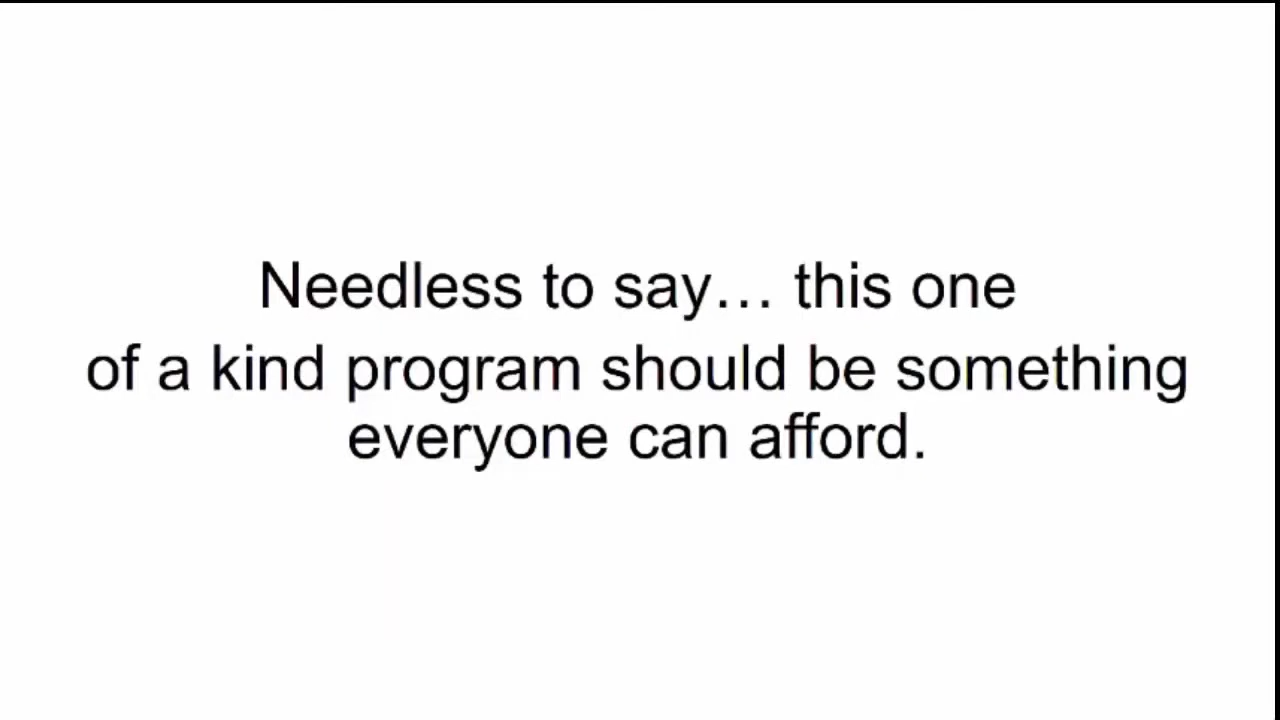 Needless to say… this one
of a kind program should be something
everyone can afford.